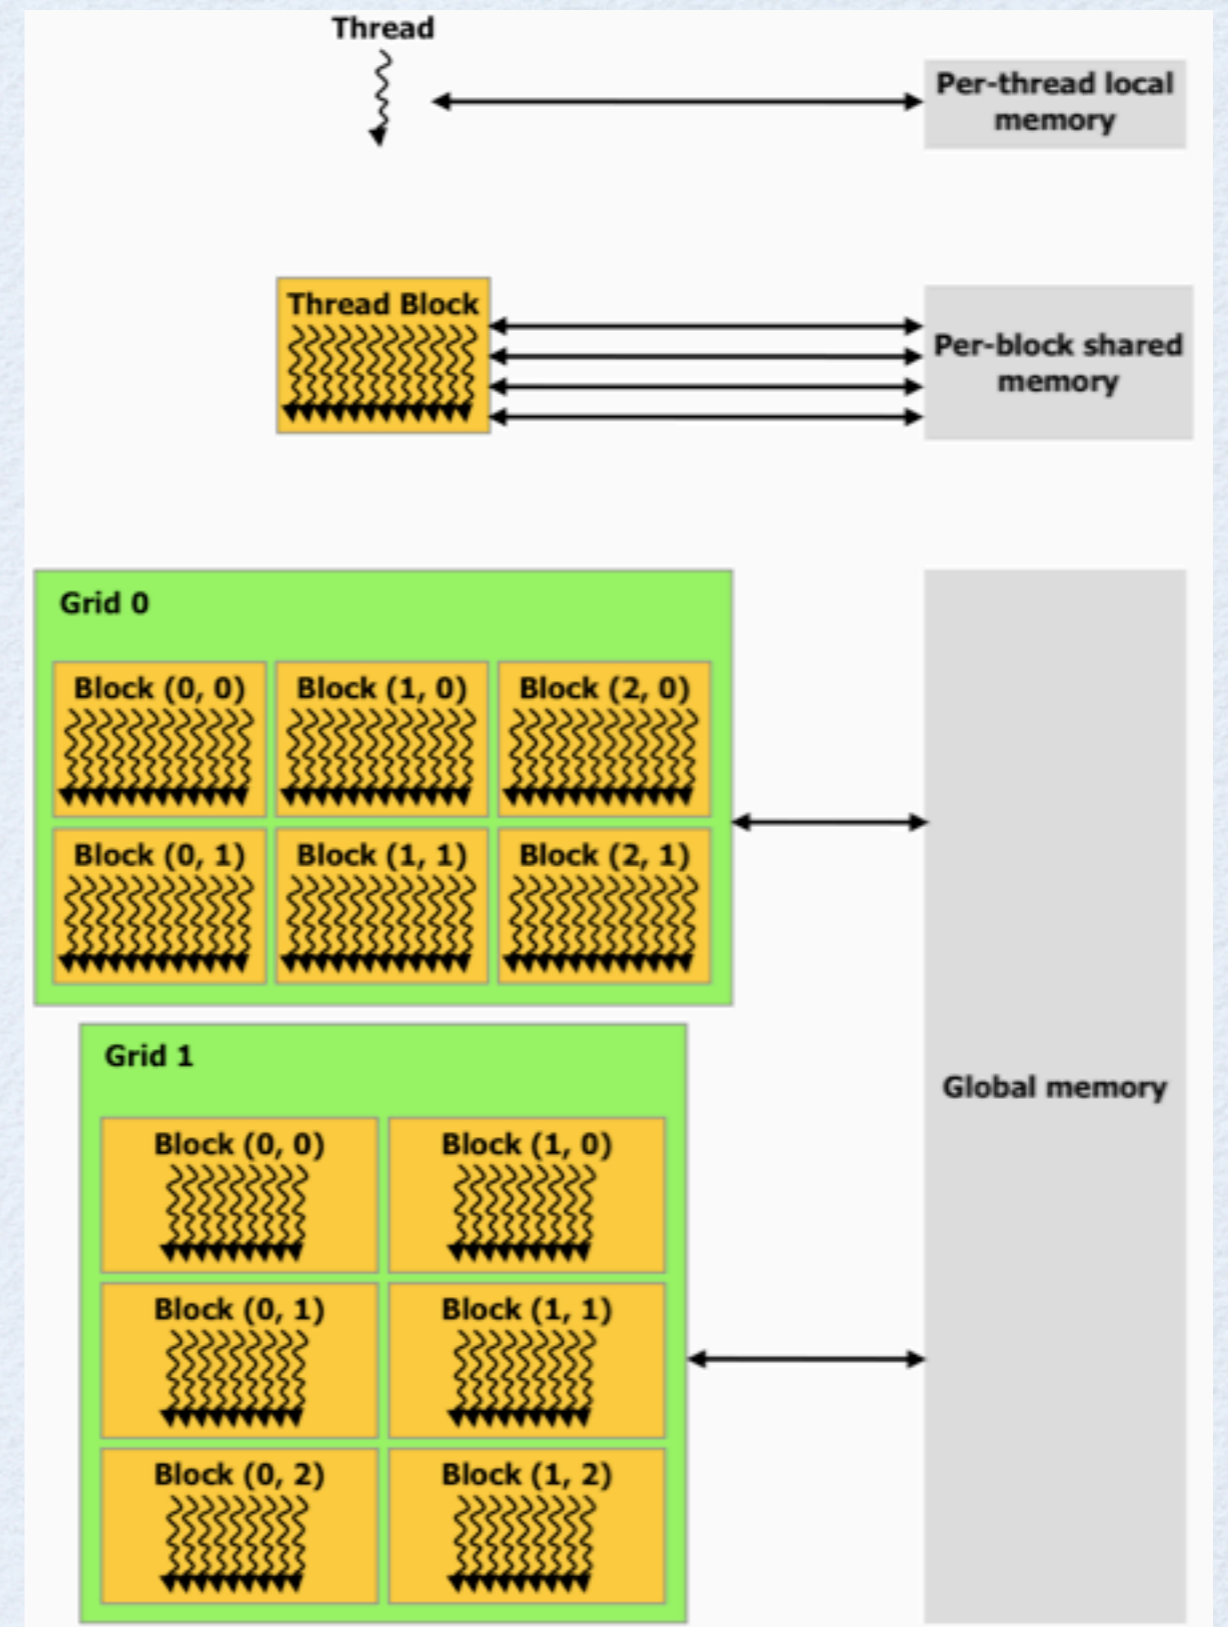 Thread
Per-thread local
memory
Thread Block
Per-block shared
memory
Grid 0
Block (0, 0)
Block (1, 0)
Block (2, 0)
Block (0, 1)
Block (1, 1)
Block (2, 1)
Grid 1
Global memory
Block (0, 0)
Block (1, 0)
Block (0, 1)
Block (1, 1)
Block (0, 2)
Block (1, 2)